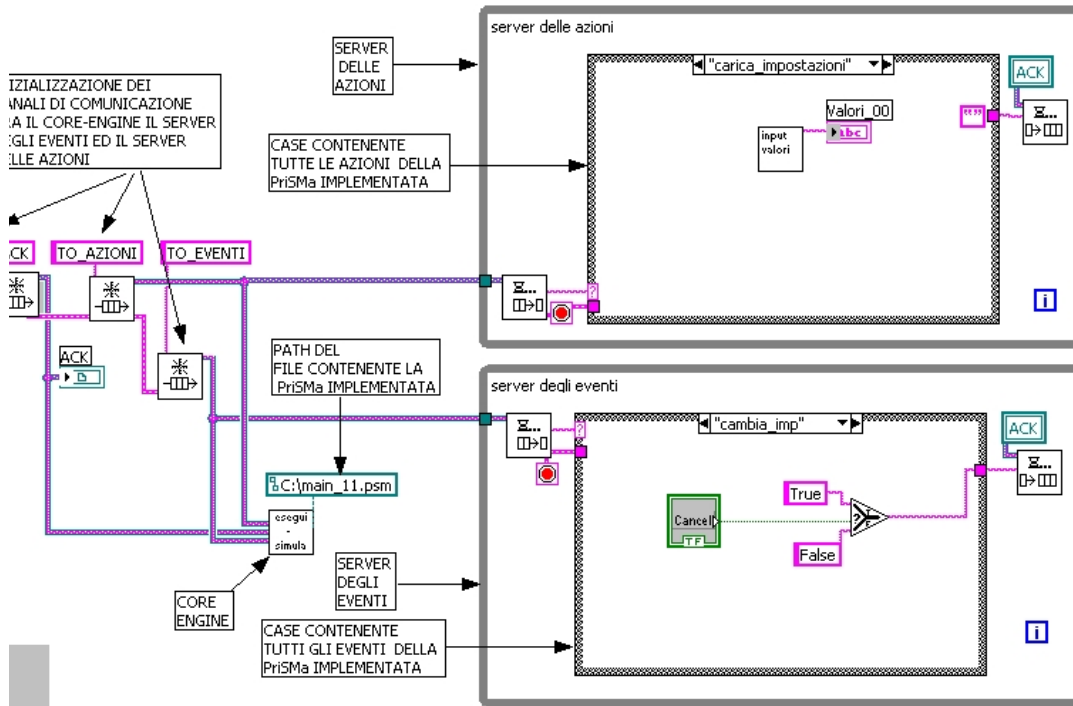 server delle azioni
SERVER
DELLE
AZIONI
"carica_impostazioni"
ACK
IZIALIZZAZIONE DEI
ANALI DI COMUNICAZIONE
RA IL CORE-ENGINE IL SERVER
EGLI EVENTI ED IL SERVER
ELLE AZIONI
Valori_00
abc
""
input
valori
CASE CONTENENTE
TUTTE LE AZIONI DELLA
PriSMa IMPLEMENTATA
CK
TO_AZIONI
TO_EVENTI
?
i
ACK
PATH DEL
FILE CONTENENTE LA
PriSMa IMPLEMENTATA
server degli eventi
"cambia_imp"
?
ACK
C:\main_11.psm
True
Cancel
TF
?
T
F
False
esegui
-
simula
SERVER
DEGLI
EVENTI
CORE
ENGINE
CASE CONTENENTE
TUTTI GLI EVENTI DELLA
PriSMa IMPLEMENTATA
i